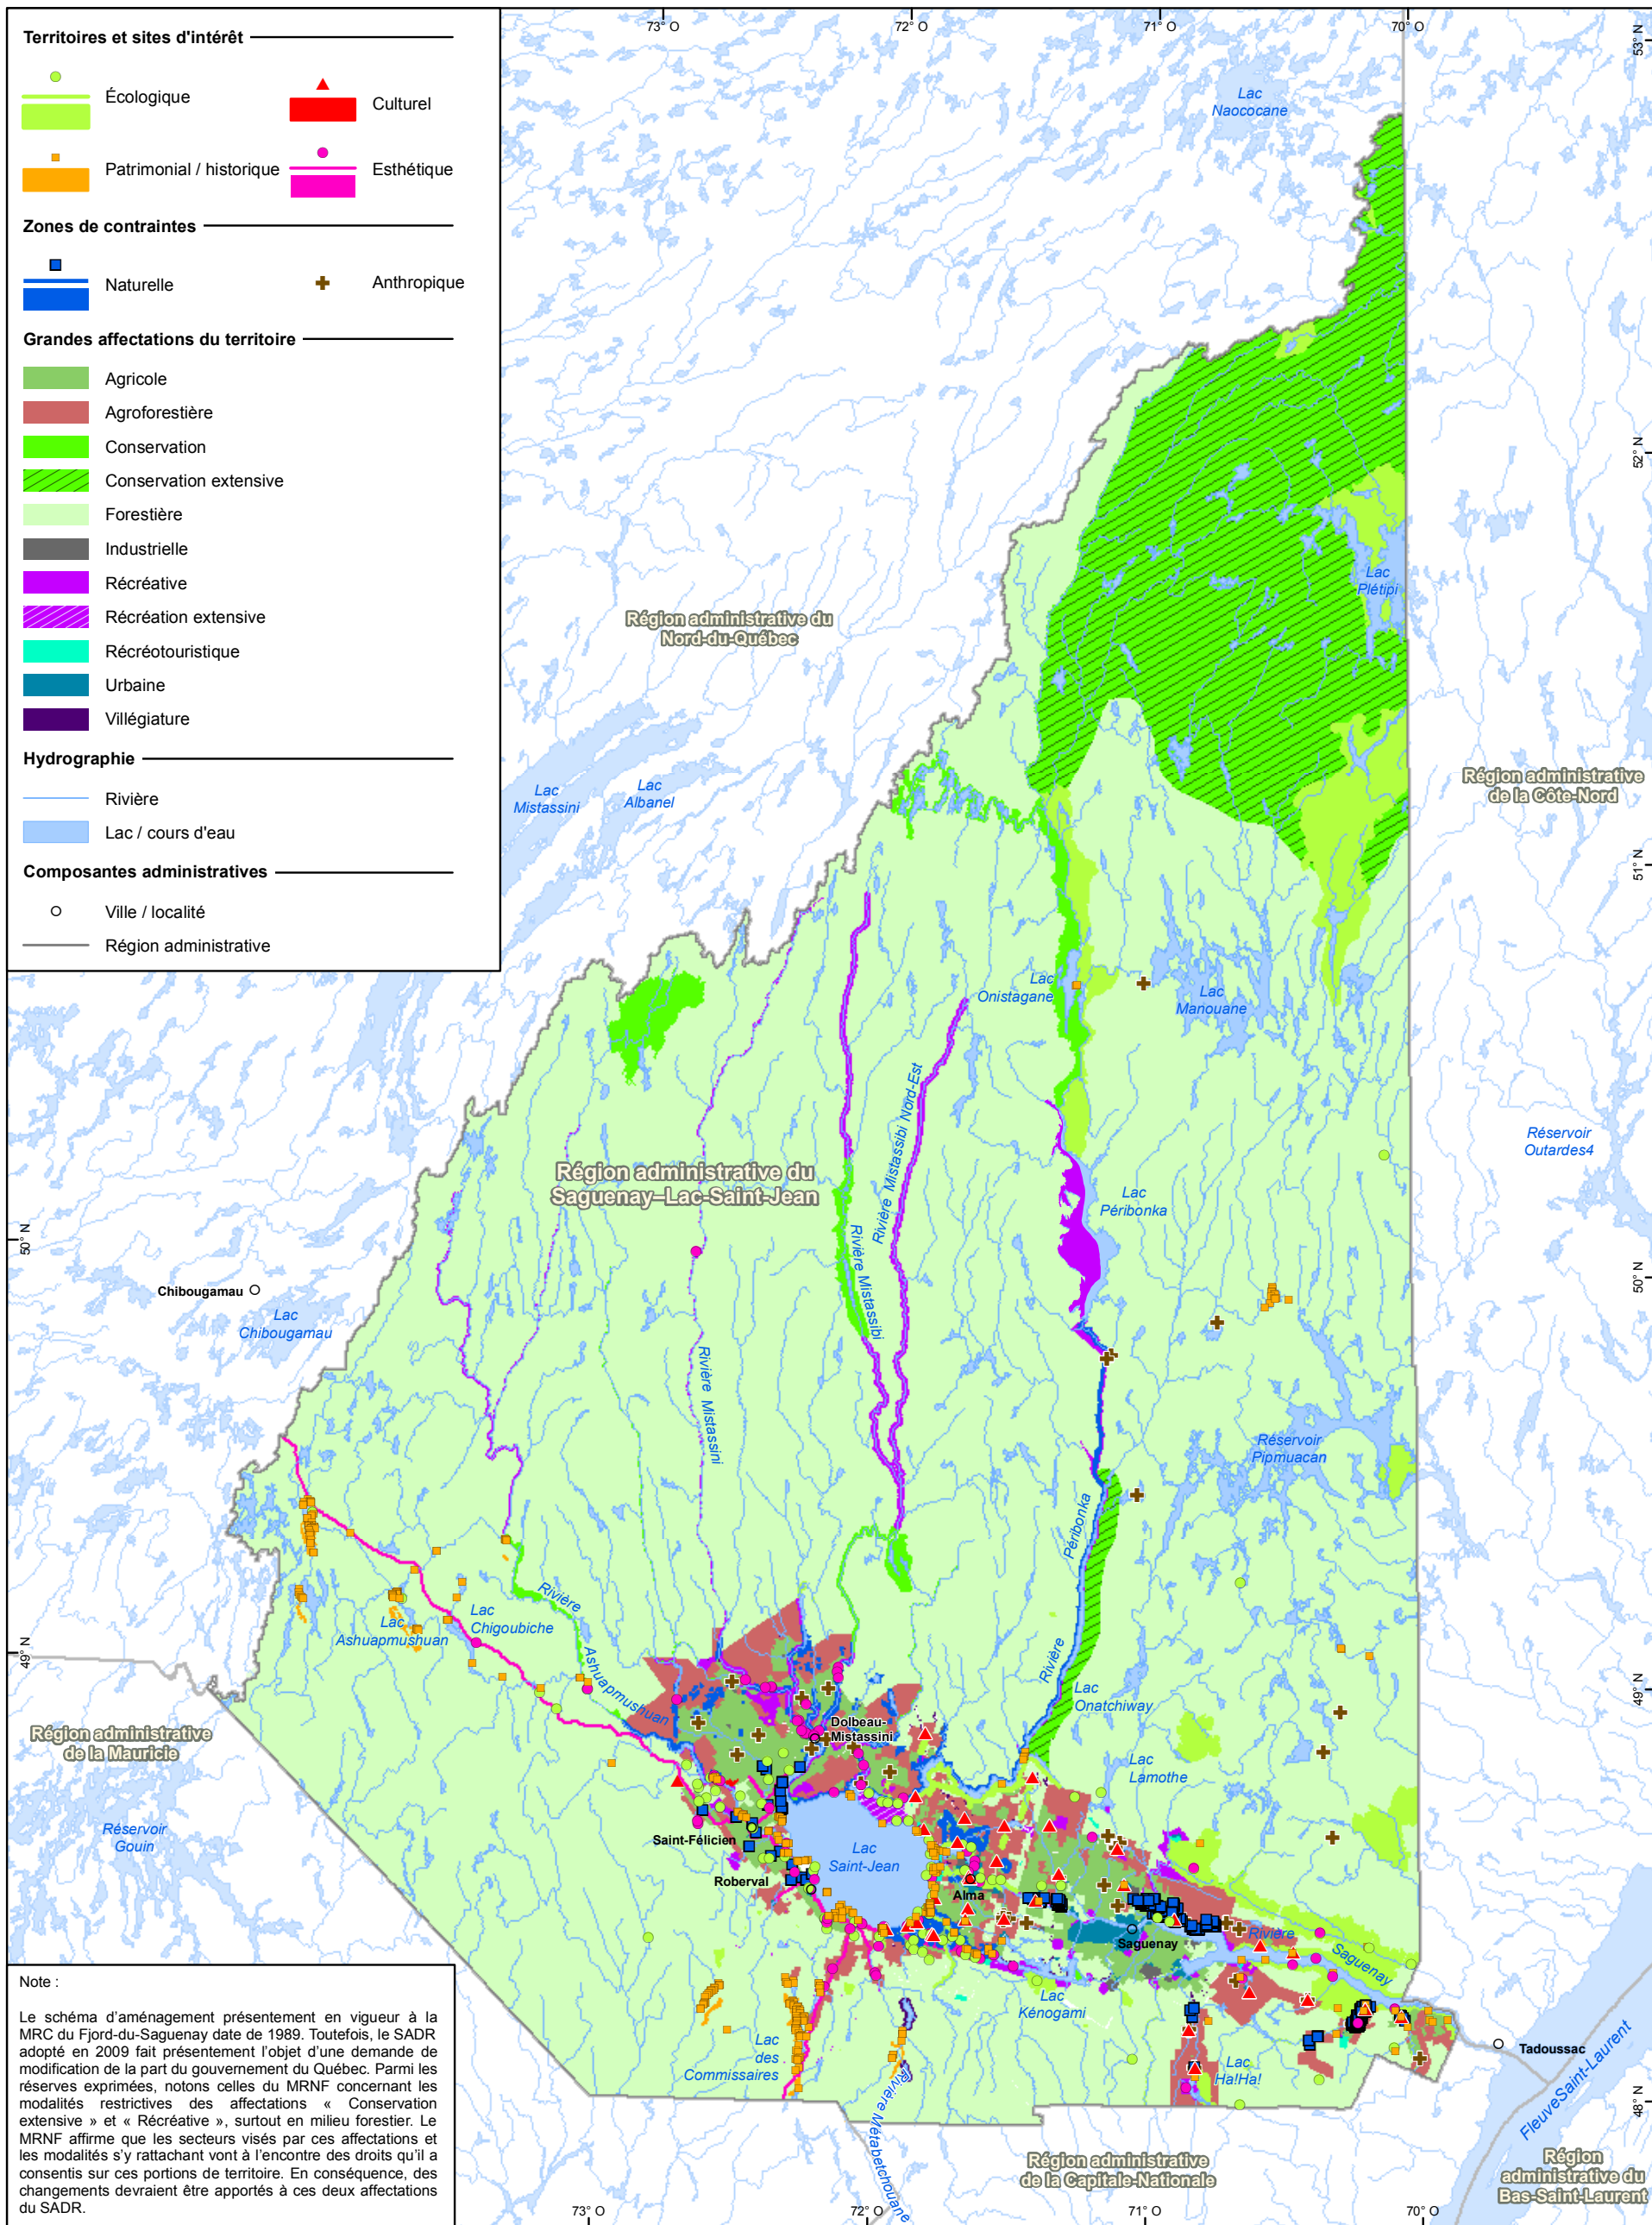 Territoires et sites d'intérêt
Écologique
Culturel
Patrimonial / historique
Esthétique
Zones de contraintes
Naturelle
Anthropique
Grandes affectations du territoire
Agricole
Agroforestière
Conservation
Conservation extensive
Forestière
Industrielle
Récréative
Récréation extensive
Récréotouristique
Urbaine
Villégiature
Hydrographie
Rivière
Lac / cours d'eau
Composantes administratives
Ville / localité
Région administrative
73° O
72° O
71° O
70° O
53° N
52° N
51° N
50° N
49° N
48° N
50° N
49° N
Lac
Naococane
Lac
Plétipi
Région administrative du
Nord-du-Québec
Lac
Mistassini
Lac
Albanel
Région administrative
de la Côte-Nord
Lac
Onistagane
Lac
Manouane
Rivière Mistassibi Nord-Est
Réservoir
Outardes4
Région administrative du
Saguenay–Lac-Saint-Jean
Lac
Péribonka
Rivière Mistassibi
Chibougamau
Lac
Chibougamau
Rivière Mistassini
Réservoir
Pipmuacan
Rivière
Péribonka
Rivière
Ashuapmushuan
Lac
Ashuapmushuan
Lac
Chigoubiche
Lac
Onatchiway
Région administrative
de la Mauricie
Dolbeau-
Mistassini
Lac
Lamothe
Réservoir
Gouin
Saint-Félicien
Lac
Saint-Jean
Roberval
Alma
Saguenay
Rivière
Saguenay
Lac
Kénogami
Lac
des
Commissaires
Lac
Ha!Ha!
Tadoussac
Rivière Métabetchouane
FleuveSaint-Laurent
Région administrative
de la Capitale-Nationale
Région
administrative du
Bas-Saint-Laurent
Note :
Le schéma d'aménagement présentement en vigueur à la
MRC du Fjord-du-Saguenay date de 1989. Toutefois, le SADR
adopté en 2009 fait présentement l'objet d'une demande de
modification de la part du gouvernement du Québec. Parmi les
réserves exprimées, notons celles du MRNF concernant les
modalités restrictives des affectations « Conservation
extensive » et « Récréative », surtout en milieu forestier. Le
MRNF affirme que les secteurs visés par ces affectations et
les modalités s'y rattachant vont à l'encontre des droits qu'il a
consentis sur ces portions de territoire. En conséquence, des
changements devraient être apportés à ces deux affectations
du SADR.
73° O
72° O
71° O
70° O